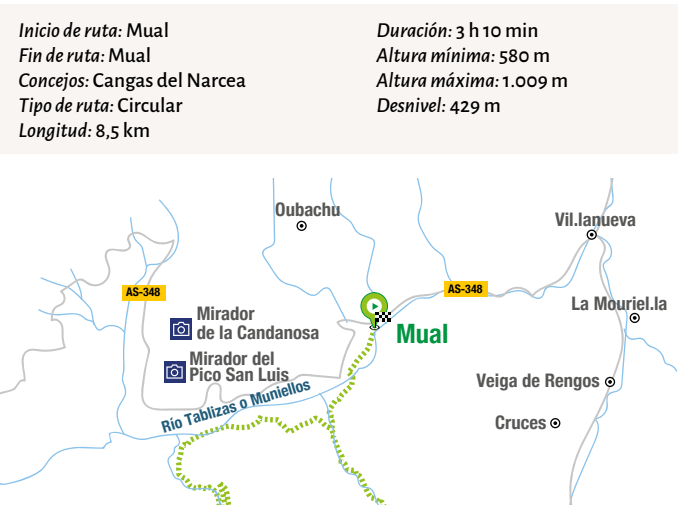 Inicio de ruta: Mual
Fin de ruta: Mual
Concejos: Cangas del Narcea
Tipo de ruta: Circular
Longitud: 8,5 km
Duración: 3 h 10 min
Altura mínima: 580 m
Altura máxima: 1.009 m
Desnivel: 429 m
Oubachu
Vil.lanueva
AS-348
AS-348
La Mouriel.la
Mirador
de la Candanosa
Mual
Mirador del
Pico San Luis
Veiga de Rengos
Río Tablizas o Muniellos
Cruces